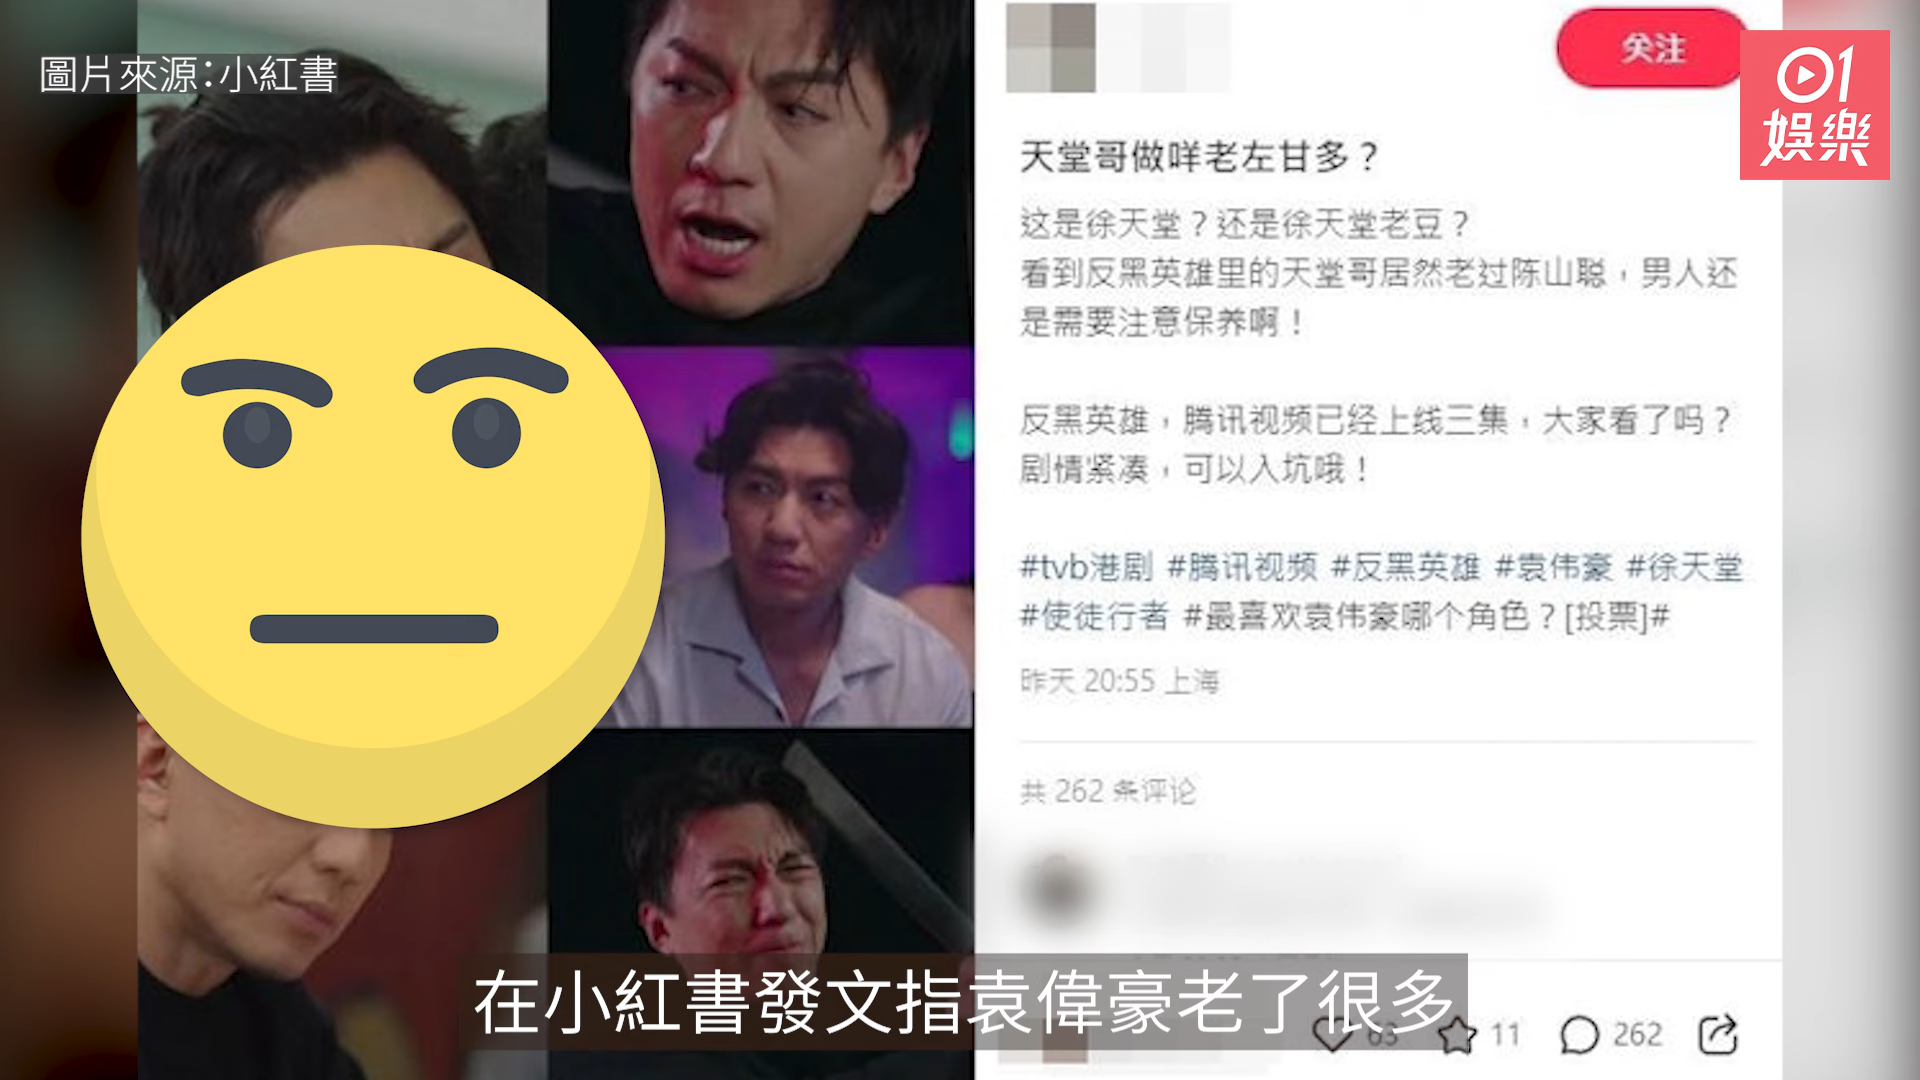 圖片來源：小紅書
关注
01
娛樂
天堂哥做咩老左甘多？
这是徐天堂？还是徐天堂老豆？
看到反黑英雄里的天堂哥居然老过陈山聪，男人还
是需要注意保养啊！
反黑英雄，腾讯视频已经上线三集，大家看了吗？
剧情紧凑，可以入坑哦！
#tvb港剧 #腾讯视频 #反黑英雄 #袁伟豪 #徐天堂
#使徒行者 #最喜欢袁伟豪哪个角色？[投票]#
昨天 20:55 上海
共 262 条评论
在小紅書發文指袁偉豪老了很多
63 11 262